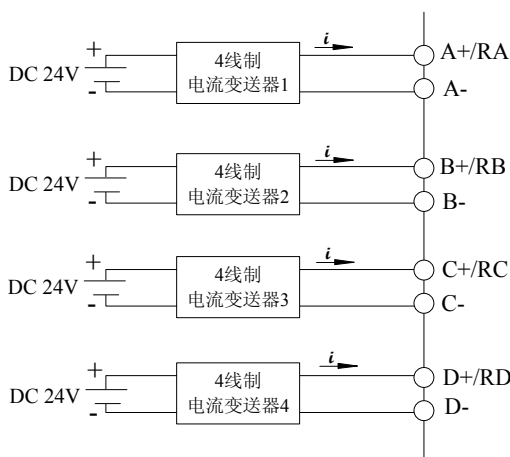 +
DC 24V
-
4线制
电流变送器1
i
A+/RA
A-
+
DC 24V
-
4线制
电流变送器2
i
B+/RB
B-
+
DC 24V
-
4线制
电流变送器3
i
C+/RC
C-
+
DC 24V
-
4线制
电流变送器4
i
D+/RD
D-